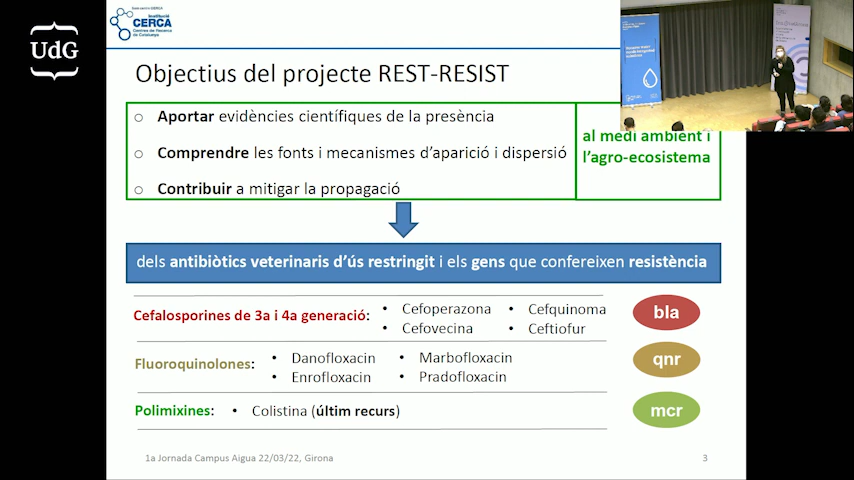 UdG
Institució
CERCA
Centres de Recerca
de Catalunya
Objectius del projecte REST-RESIST
o Aportar evidències científiques de la presència
o Comprendre les fonts i mecanismes d'aparició i dispersió
o Contribuir a mitigar la propagació
al medi ambient i
l'agro-ecosistema
dels antibiòtics veterinaris d'ús restringit i els gens que confereixen resistència
Cefalosporines de 3a i 4a generació:
• Cefoperazona • Cefquinoma
• Cefovecina • Ceftiofur
bla
Fluoroquinolones:
• Danofloxacin • Marbofloxacin
• Enrofloxacin • Pradofloxacin
qnr
Polimixines: • Colistina (últim recurs)
mcr
1a Jornada Campus Aigua 22/03/22, Girona
3